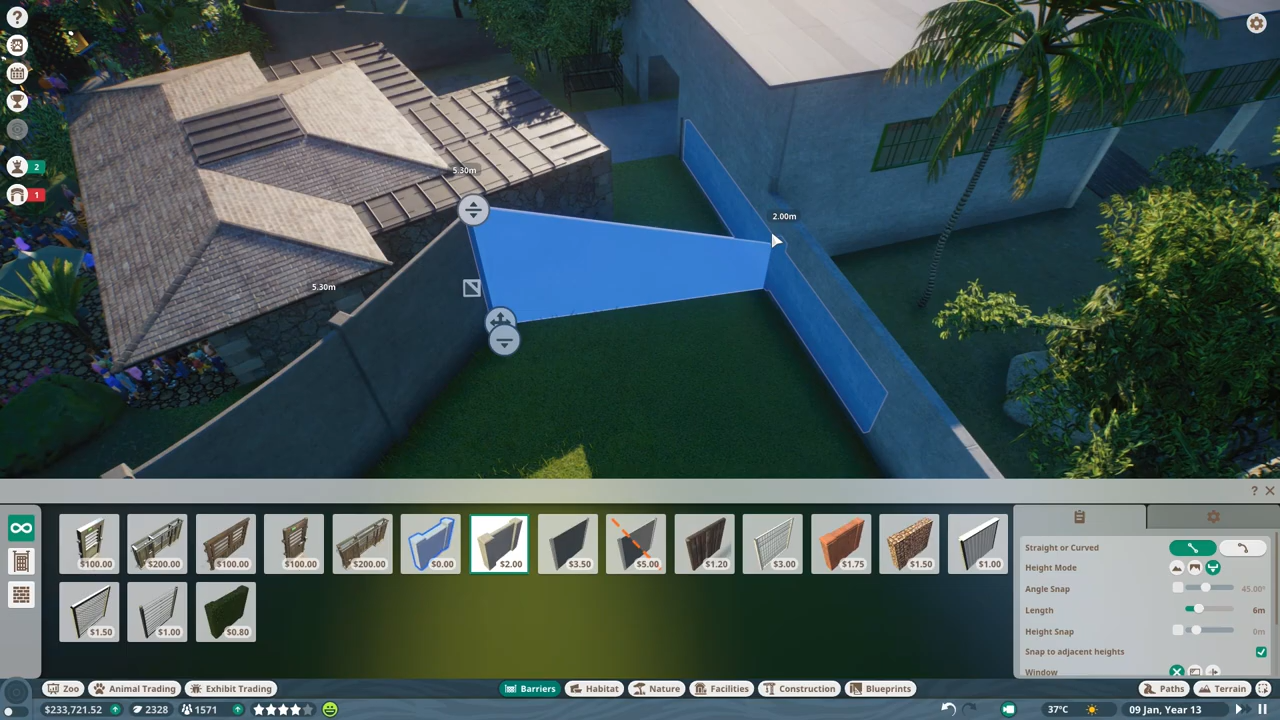 ?
2
1
5.30m
2.00m
5.30m
? ×
$100.00 $200.00 $100.00 $100.00 $200.00 $0.00 $2.00 $3.50 $5.00 $1.20 $3.00 $1.75 $1.50 $1.00
$1.50 $1.00 $0.80
Straight or Curved
Height Mode
Angle Snap 45.00°
Length 6m
Height Snap 0m
Snap to adjacent heights
Window
Zoo Animal Trading Exhibit Trading Barriers Habitat Nature Facilities Construction Blueprints Paths Terrain
$233,721.52 2328 1571 37°C 09 Jan, Year 13